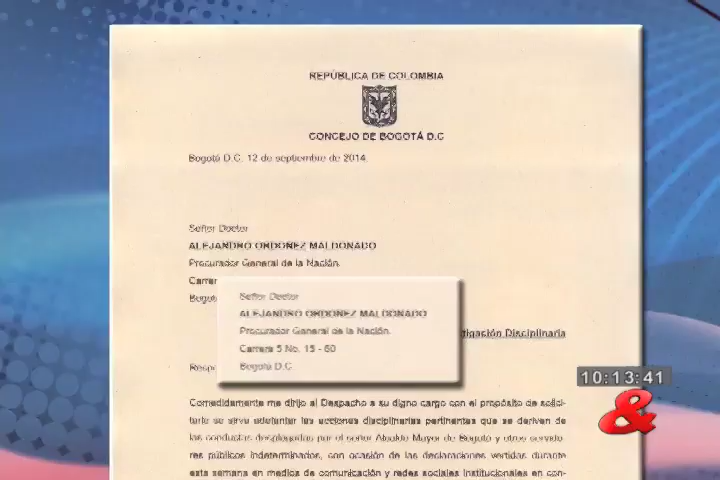 REPÚBLICA DE COLOMBIA
CONCEJO DE BOGOTÁ D.C
Bogotá D.C. 12 de septiembre de 2014
Señor Doctor
ALEJANDRO ORDOÑEZ MALDONADO
Procurador General de la Nación.
Carrer
Bogot
Señor Doctor
ALEJANDRO ORDOÑEZ MALDONADO
Procurador General de la Nación.
Carrera 5 No. 15 - 60
Bogotá D.C
tigación Disciplinaria
Resp
10:13:41
&
Comedidamente me dirijo al Despacho a su digno cargo con el propósito de solici-
tarle se sirva adelantar las acciones disciplinarias pertinentes que se deriven de
las conductas desplegadas por el señor Alcalde Mayor de Bogotá y otros servido-
res públicos indeterminados, con ocasión de las declaraciones vertidas durante
esta semana en medios de comunicación y redes sociales institucionales en con-